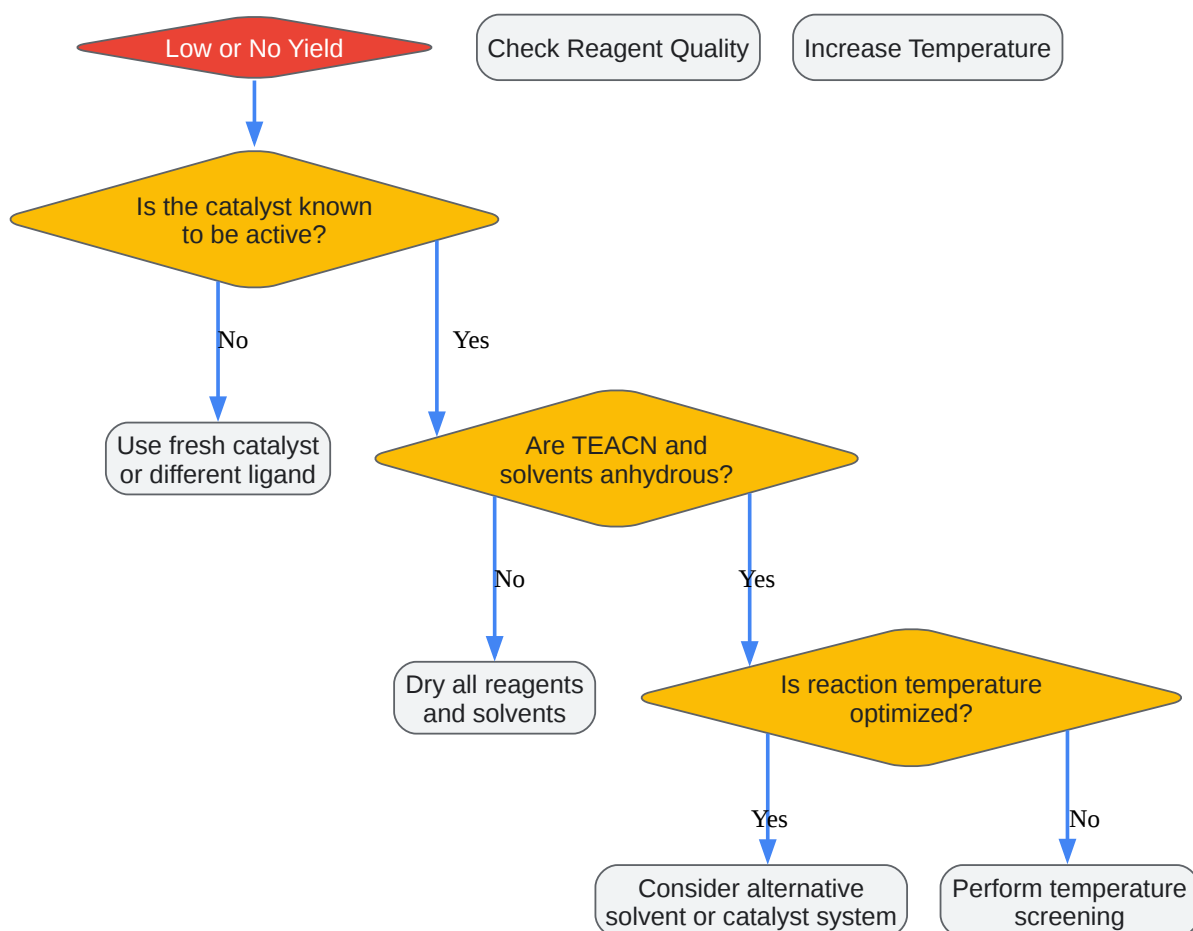 Low or No Yield
Check Reagent Quality
Increase Temperature
Is the catalyst known
to be active?
No
Yes
Use fresh catalyst
or different ligand
Are TEACN and
solvents anhydrous?
No
Yes
Dry all reagents
and solvents
Is reaction temperature
optimized?
Yes
No
Consider alternative
solvent or catalyst system
Perform temperature
screening